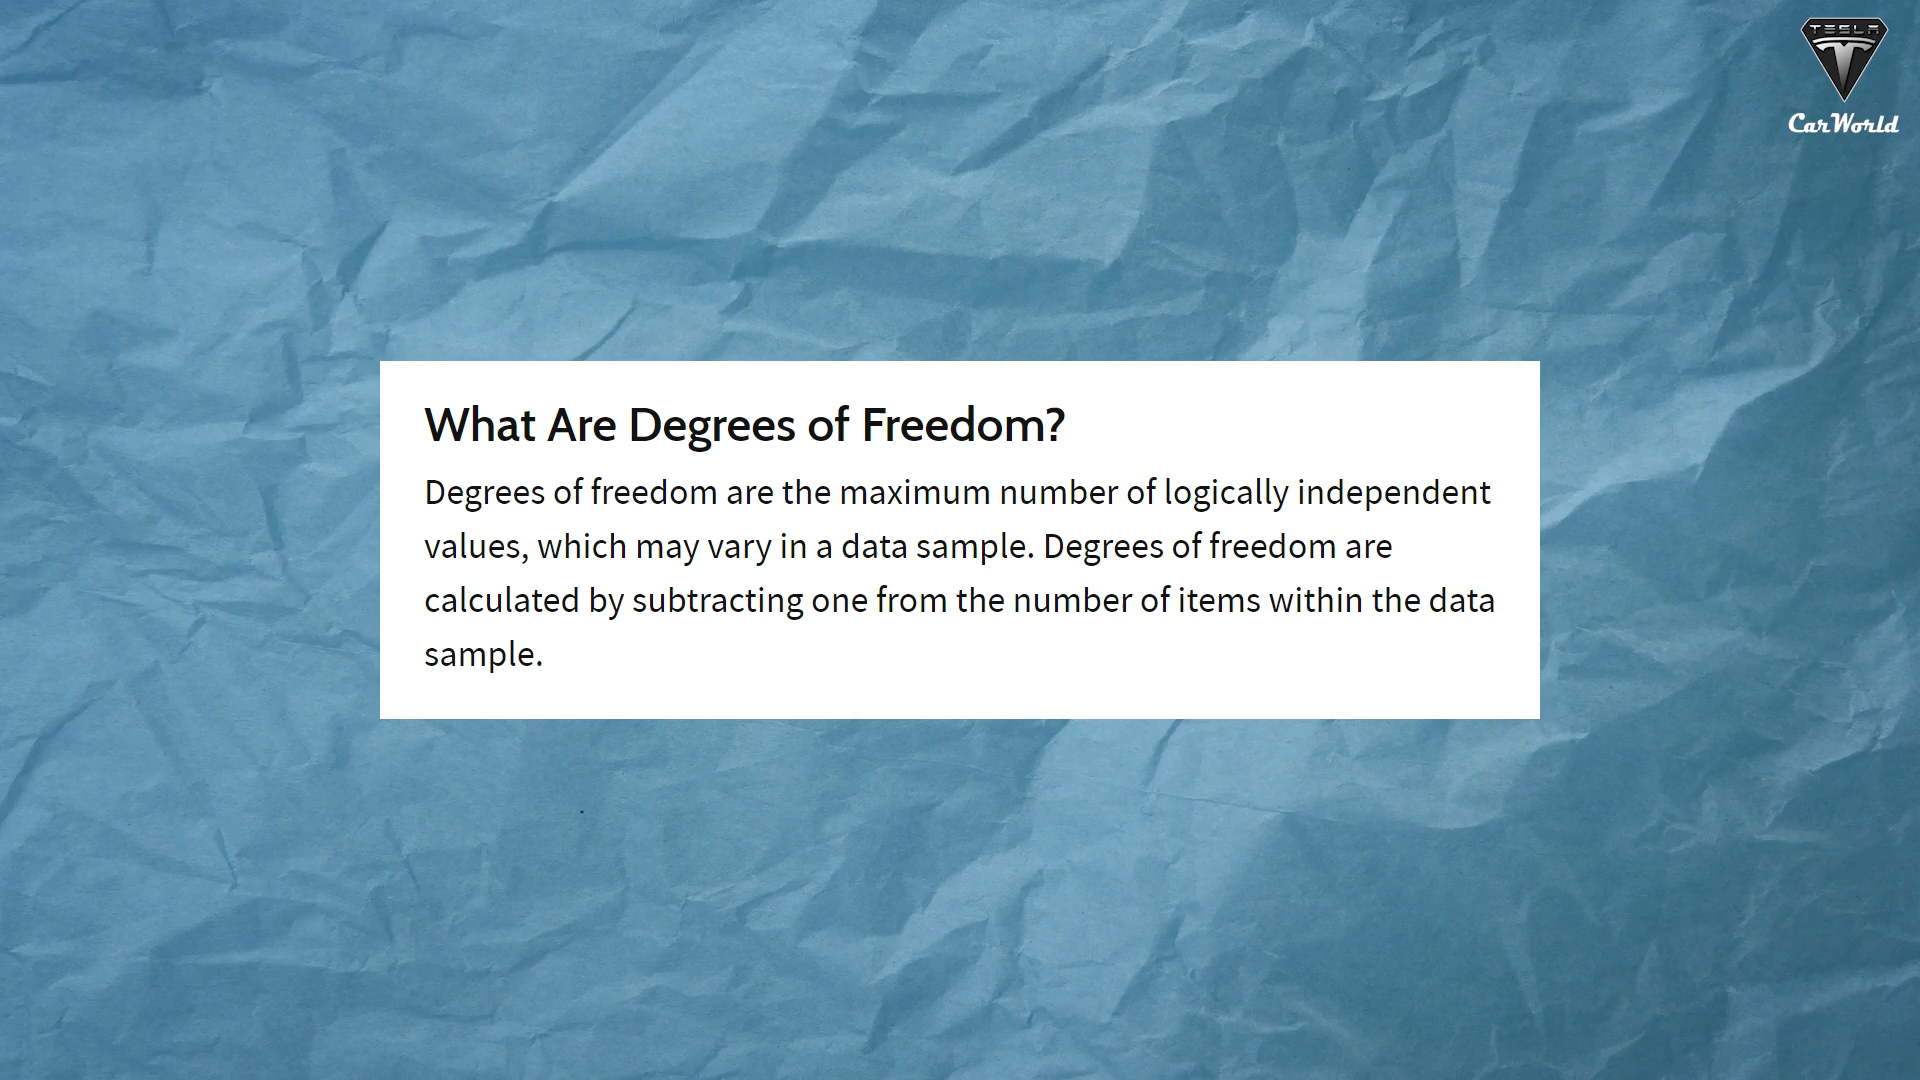 TESLA
CarWorld
What Are Degrees of Freedom?
Degrees of freedom are the maximum number of logically independent
values, which may vary in a data sample. Degrees of freedom are
calculated by subtracting one from the number of items within the data
sample.